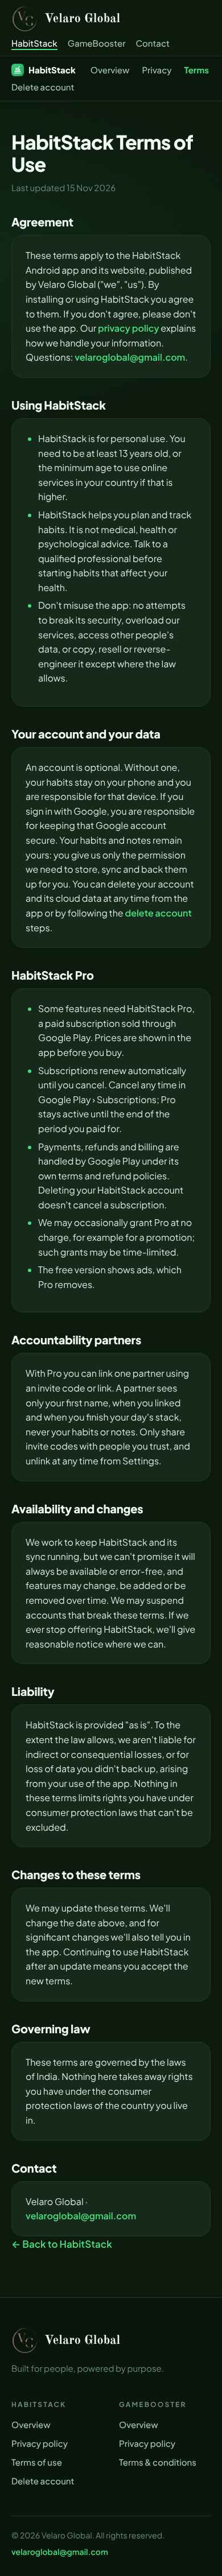 VG Velaro Global
HabitStack GameBooster Contact
HabitStack Overview Privacy Terms
Delete account
HabitStack Terms of
Use
Last updated 15 Nov 2026
Agreement
These terms apply to the HabitStack
Android app and its website, published
by Velaro Global ("we", "us"). By
installing or using HabitStack you agree
to them. If you don't agree, please don't
use the app. Our privacy policy explains
how we handle your information.
Questions: velaroglobal@gmail.com.
Using HabitStack
• HabitStack is for personal use. You
need to be at least 13 years old, or
the minimum age to use online
services in your country if that is
higher.
• HabitStack helps you plan and track
habits. It is not medical, health or
psychological advice. Talk to a
qualified professional before
starting habits that affect your
health.
• Don't misuse the app: no attempts
to break its security, overload our
services, access other people's
data, or copy, resell or reverse-
engineer it except where the law
allows.
Your account and your data
An account is optional. Without one,
your habits stay on your phone and you
are responsible for that device. If you
sign in with Google, you are responsible
for keeping that Google account
secure. Your habits and notes remain
yours; you give us only the permission
we need to store, sync and back them
up for you. You can delete your account
and its cloud data at any time from the
app or by following the delete account
steps.
HabitStack Pro
• Some features need HabitStack Pro,
a paid subscription sold through
Google Play. Prices are shown in the
app before you buy.
• Subscriptions renew automatically
until you cancel. Cancel any time in
Google Play › Subscriptions; Pro
stays active until the end of the
period you paid for.
• Payments, refunds and billing are
handled by Google Play under its
own terms and refund policies.
Deleting your HabitStack account
doesn't cancel a subscription.
• We may occasionally grant Pro at no
charge, for example for a promotion;
such grants may be time-limited.
• The free version shows ads, which
Pro removes.
Accountability partners
With Pro you can link one partner using
an invite code or link. A partner sees
only your first name, when you linked
and when you finish your day's stack,
never your habits or notes. Only share
invite codes with people you trust, and
unlink at any time from Settings.
Availability and changes
We work to keep HabitStack and its
sync running, but we can't promise it will
always be available or error-free, and
features may change, be added or be
removed over time. We may suspend
accounts that break these terms. If we
ever stop offering HabitStack, we'll give
reasonable notice where we can.
Liability
HabitStack is provided "as is". To the
extent the law allows, we aren't liable for
indirect or consequential losses, or for
loss of data you didn't back up, arising
from your use of the app. Nothing in
these terms limits rights you have under
consumer protection laws that can't be
excluded.
Changes to these terms
We may update these terms. We'll
change the date above, and for
significant changes we'll also tell you in
the app. Continuing to use HabitStack
after an update means you accept the
new terms.
Governing law
These terms are governed by the laws
of India. Nothing here takes away rights
you have under the consumer
protection laws of the country you live
in.
Contact
Velaro Global ·
velaroglobal@gmail.com
← Back to HabitStack
VG Velaro Global
Built for people, powered by purpose.
HABITSTACK GAMEBOOSTER
Overview Overview
Privacy policy Privacy policy
Terms of use Terms & conditions
Delete account
© 2026 Velaro Global. All rights reserved.
velaroglobal@gmail.com